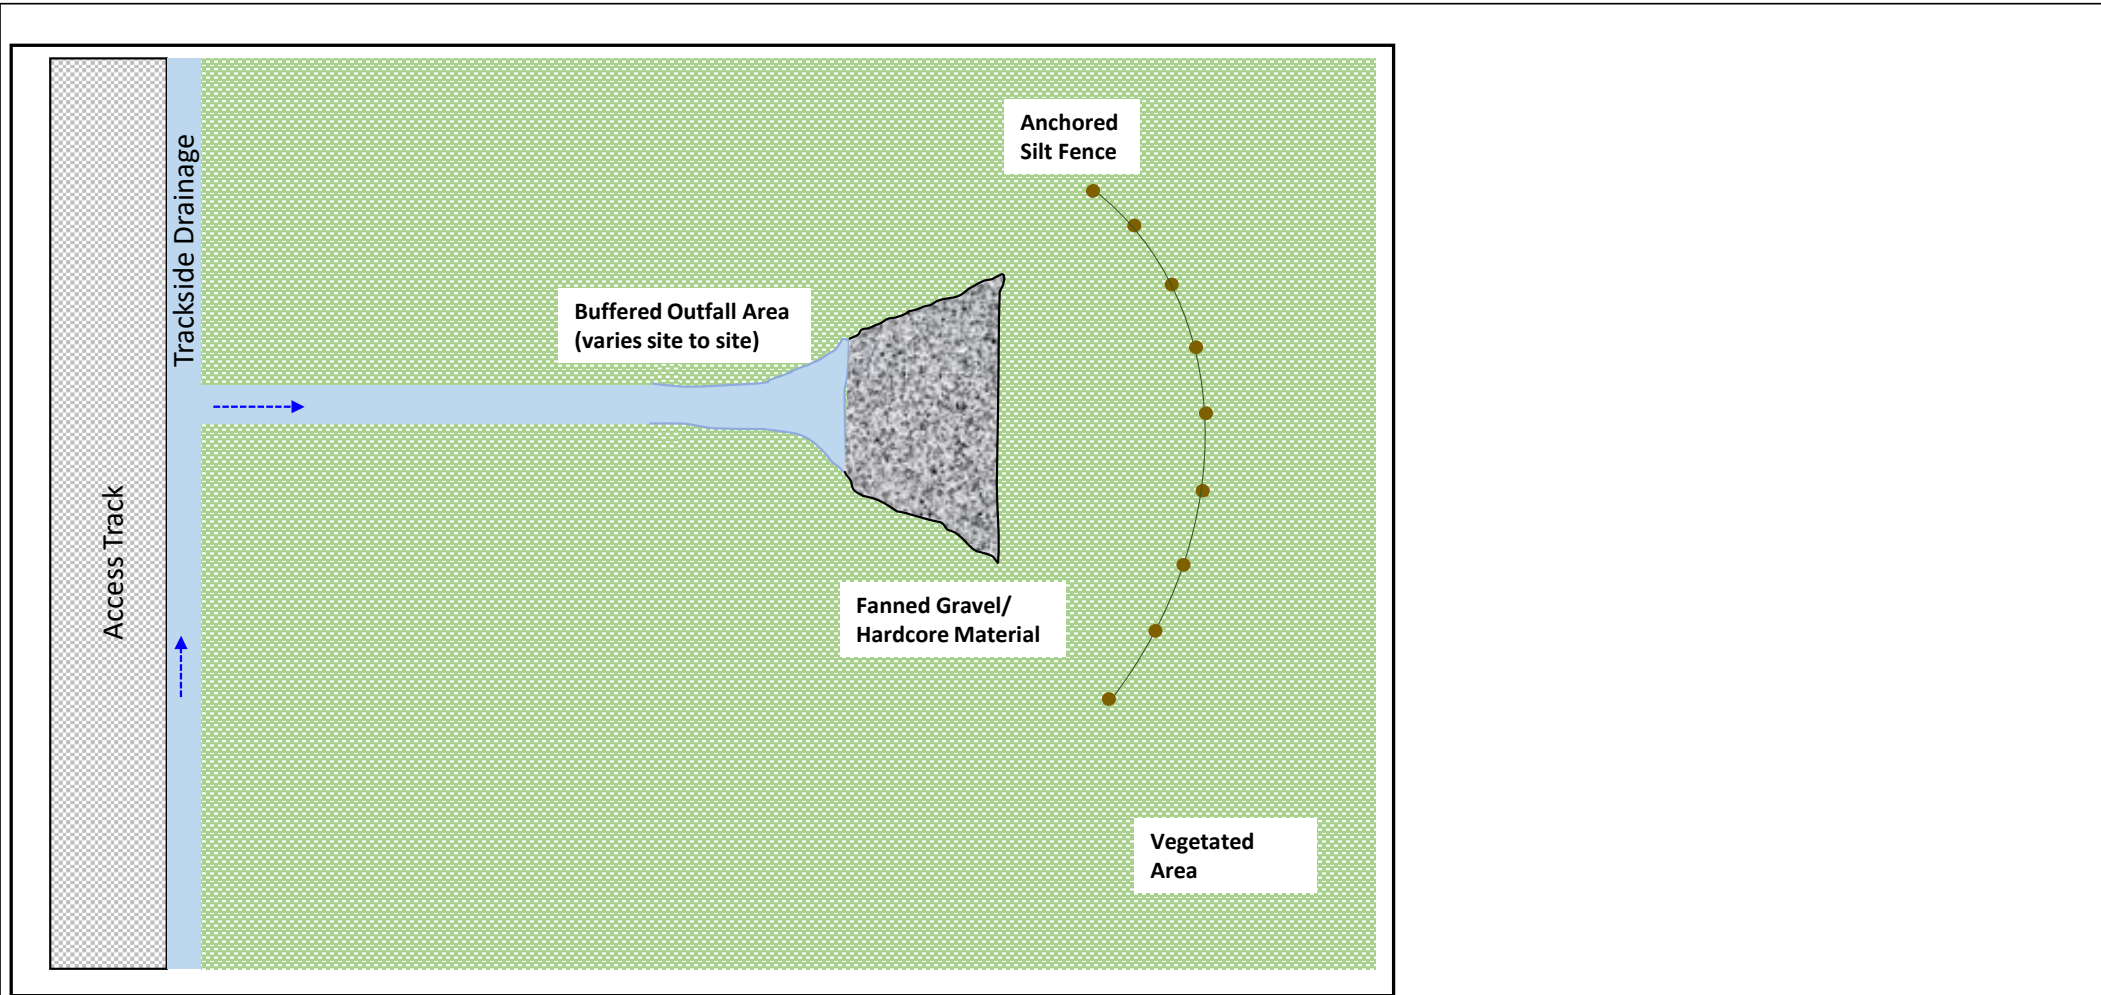 Access Track
Trackside Drainage
Buffered Outfall Area
(varies site to site)
Anchored
Silt Fence
Fanned Gravel/
Hardcore Material
Vegetated
Area